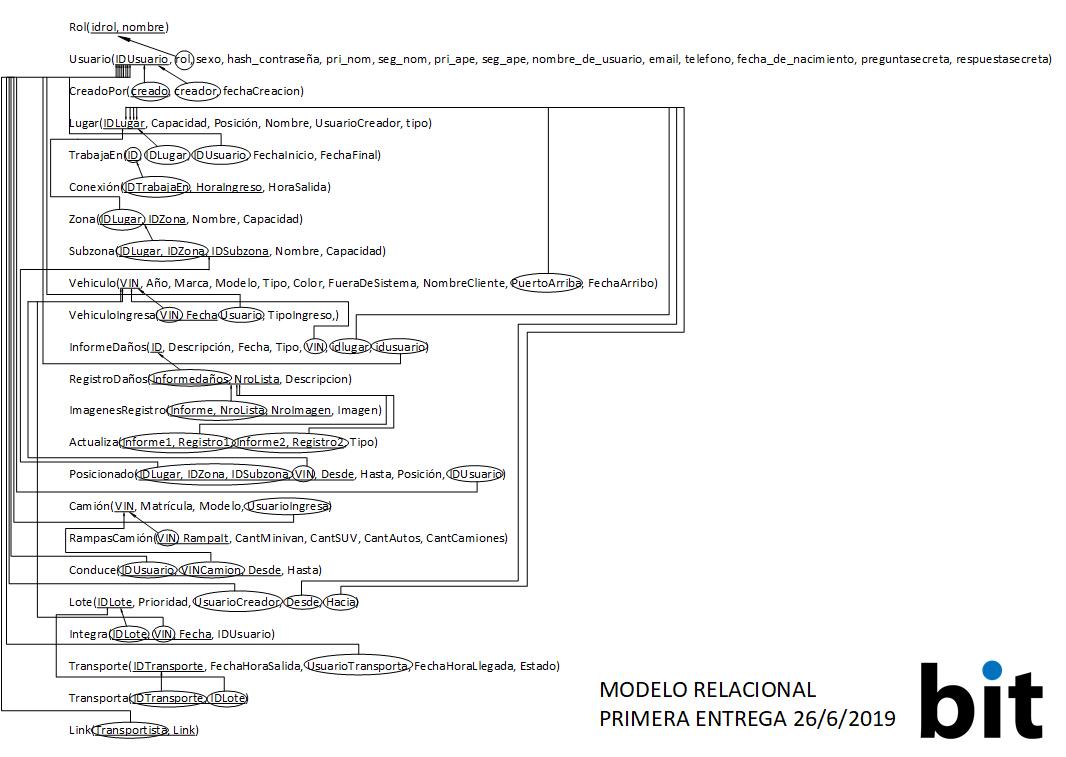 Rol(idrol, nombre)
Usuario(IDUsuario, rol, sexo, hash_contraseña, pri_nom, seg_nom, pri_ape, seg_ape, nombre_de_usuario, email, telefono, fecha_de_nacimiento, preguntasecreta, respuestasecreta)
CreadoPor(creado, creador, fechaCreacion)
Lugar(IDLugar, Capacidad, Posición, Nombre, UsuarioCreador, tipo)
TrabajaEn(ID, IDLugar, IDUsuario, FechaInicio, FechaFinal)
Conexión(IDTrabajaEn, HoraIngreso, HoraSalida)
Zona(IDLugar, IDZona, Nombre, Capacidad)
Subzona(IDLugar, IDZona, IDSubzona, Nombre, Capacidad)
Vehiculo(VIN, Año, Marca, Modelo, Tipo, Color, FueraDeSistema, NombreCliente, PuertoArriba, FechaArribo)
VehiculoIngresa(VIN, Fecha, Usuario, TipoIngreso,)
InformeDaños(ID, Descripción, Fecha, Tipo, VIN, idlugar, idusuario)
RegistroDaños(Informedaños, NroLista, Descripcion)
ImagenesRegistro(Informe, NroLista, NroImagen, Imagen)
Actualiza(Informe1, Registro1, Informe2, Registro2, Tipo)
Posicionado(IDLugar, IDZona, IDSubzona, VIN, Desde, Hasta, Posición, IDUsuario)
Camión(VIN, Matrícula, Modelo, UsuarioIngresa)
RampasCamión(VIN, RampaIt, CantMinivan, CantSUV, CantAutos, CantCamiones)
Conduce(IDUsuario, VINCamion, Desde, Hasta)
Lote(IDLote, Prioridad, UsuarioCreador, Desde, Hacia)
Integra(IDLote, VIN, Fecha, IDUsuario)
Transporte(IDTransporte, FechaHoraSalida, UsuarioTransporta, FechaHoraLlegada, Estado)
Transporta(IDTransporte, IDLote)
Link(Transportista, Link)
MODELO RELACIONAL
PRIMERA ENTREGA 26/6/2019
bit